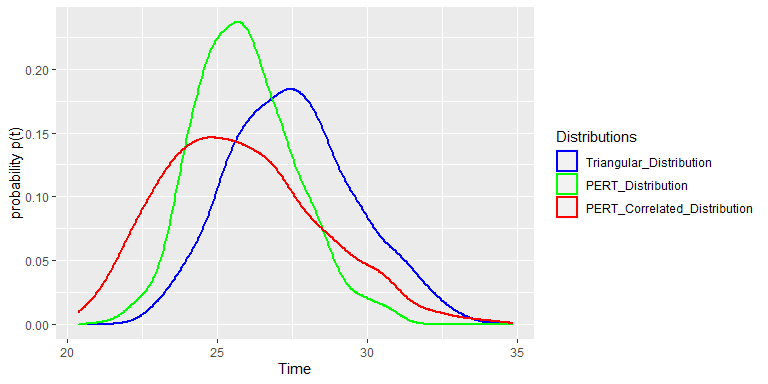 probability p(t)
0.20
0.15
0.10
0.05
0.00
20 25 30 35
Time
Distributions
Triangular_Distribution
PERT_Distribution
PERT_Correlated_Distribution